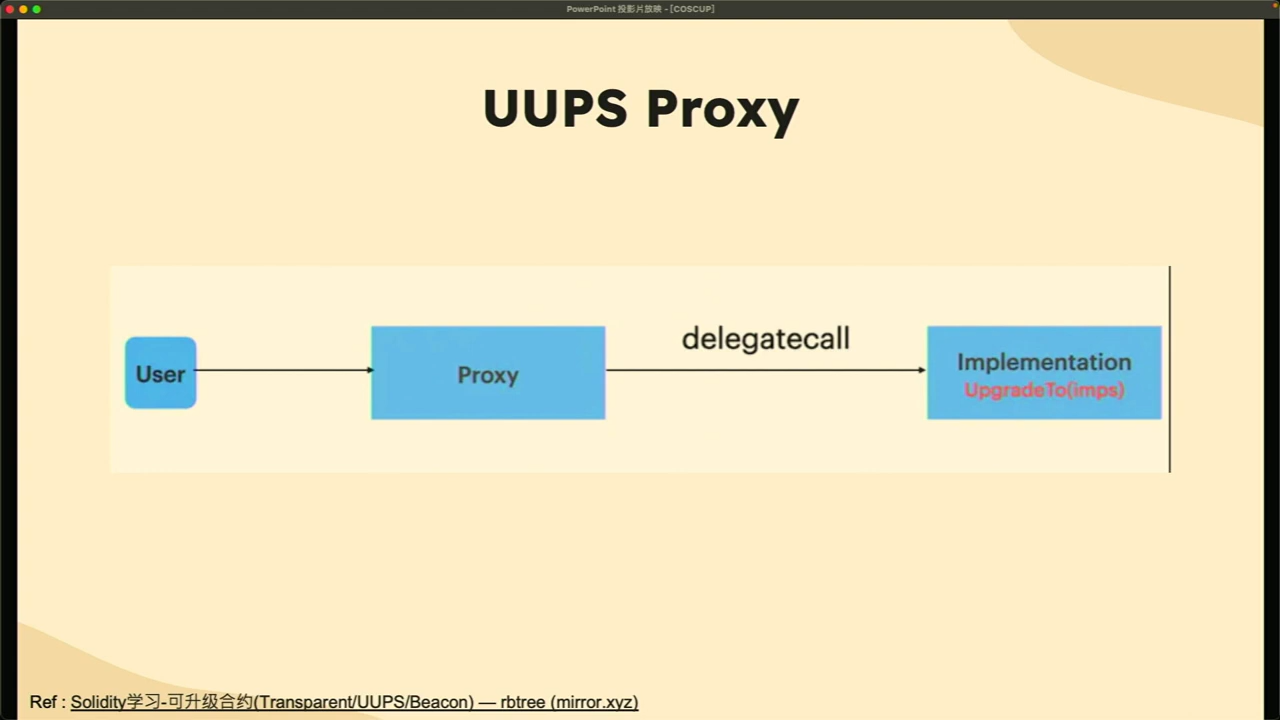 PowerPoint 投影片放映 - [COSCUP]
UUPS Proxy
delegatecall
User
Proxy
Implementation
UpgradeTo(imps)
Ref : Solidity学习-可升级合约(Transparent/UUPS/Beacon) — rbtree (mirror.xyz)